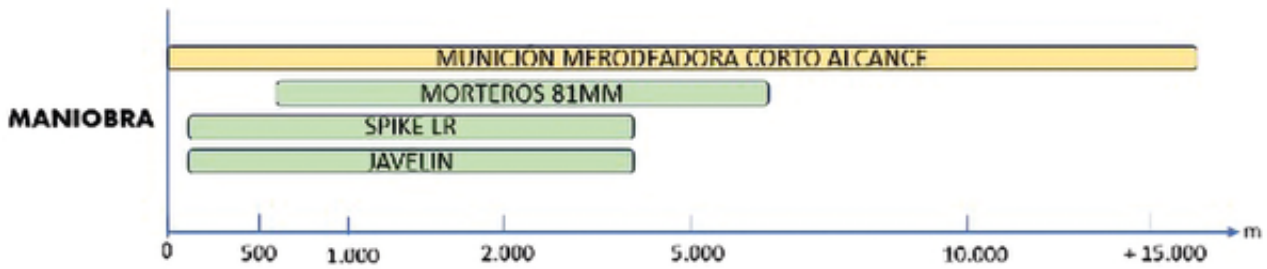 MUNICIÓN MERODEADORA CORTO ALCANCE
MORTEROS 81MM
MANIOBRA
SPIKE LR
JAVELIN
0 500 1.000 2.000 5.000 10.000 +15.000 m